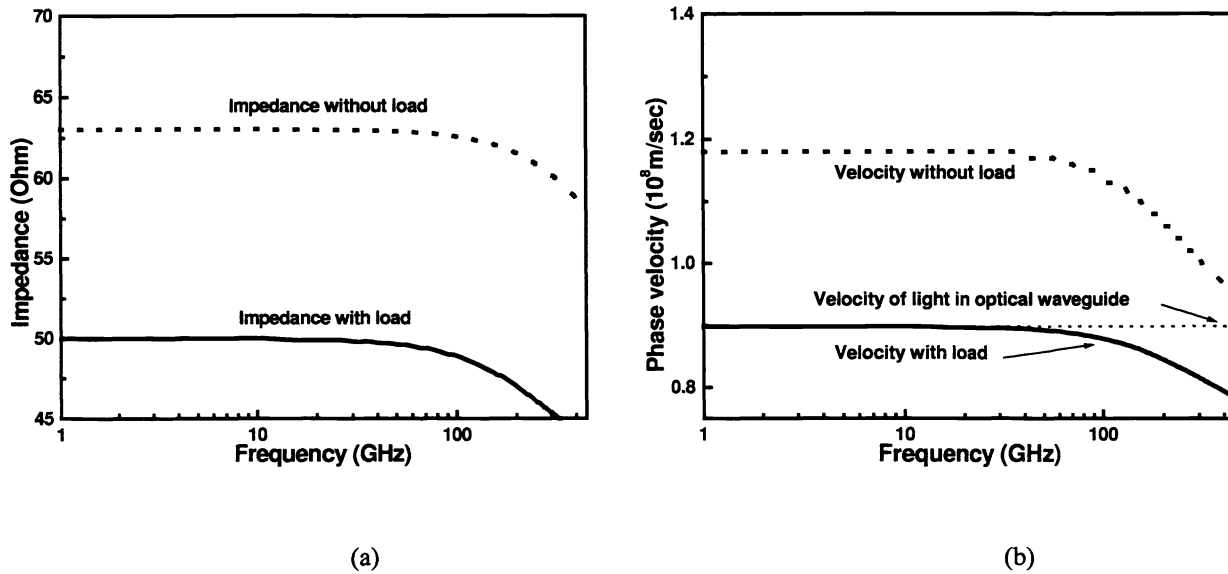 70
65
60
55
50
45
Impedance (Ohm)
Impedance without load
Impedance with load
1
10
100
Frequency (GHz)
(a)
1.4
1.2
1.0
0.8
Phase velocity (10⁸m/sec)
Velocity without load
Velocity of light in optical waveguide
Velocity with load
1
10
100
Frequency (GHz)
(b)